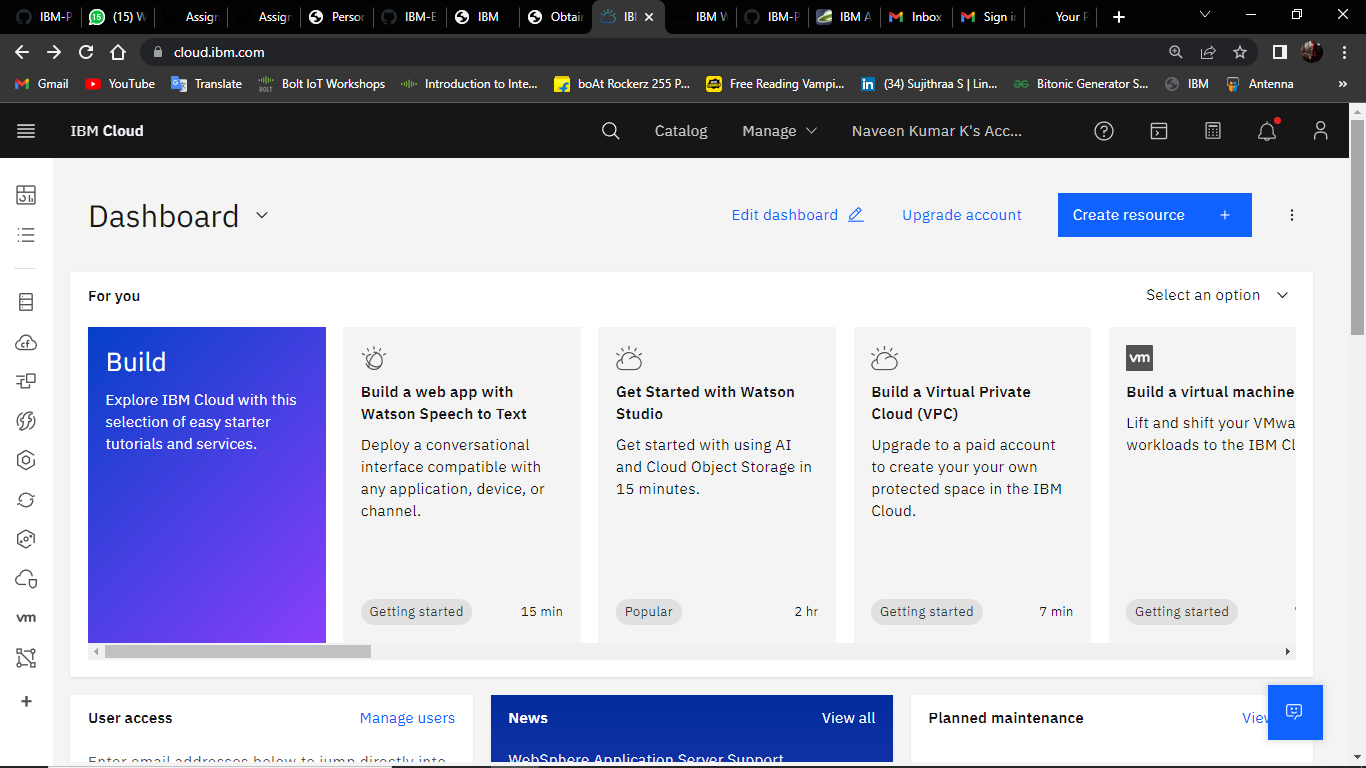 IBM-P
15
(15) W
Assign
Assign
Person
IBM-E
IBM
Obtain
IB
IBM W
IBM-P
IBM A
Inbox
Sign i
Your P
cloud.ibm.com
Gmail
YouTube
Translate
BOLT
Bolt IoT Workshops
Introduction to Inte...
boAt Rockerz 255 P...
Free Reading Vampi...
(34) Sujithraa S | Lin...
Bitonic Generator S...
IBM
Antenna
IBM Cloud
Catalog
Manage
Naveen Kumar K's Acc...
Dashboard
Edit dashboard
Upgrade account
Create resource +
For you
Select an option
cf
vm
Build
Explore IBM Cloud with this
selection of easy starter
tutorials and services.
Build a web app with
Watson Speech to Text
Deploy a conversational
interface compatible with
any application, device, or
channel.
Getting started
15 min
Get Started with Watson
Studio
Get started with using AI
and Cloud Object Storage in
15 minutes.
Popular
2 hr
Build a Virtual Private
Cloud (VPC)
Upgrade to a paid account
to create your your own
protected space in the IBM
Cloud.
Getting started
7 min
vm
Build a virtual machine
Lift and shift your VMwa
workloads to the IBM Cl
Getting started
User access
Manage users
Enter email addresses below to jump directly into
News
View all
WebSphere Application Server Support
Planned maintenance
View